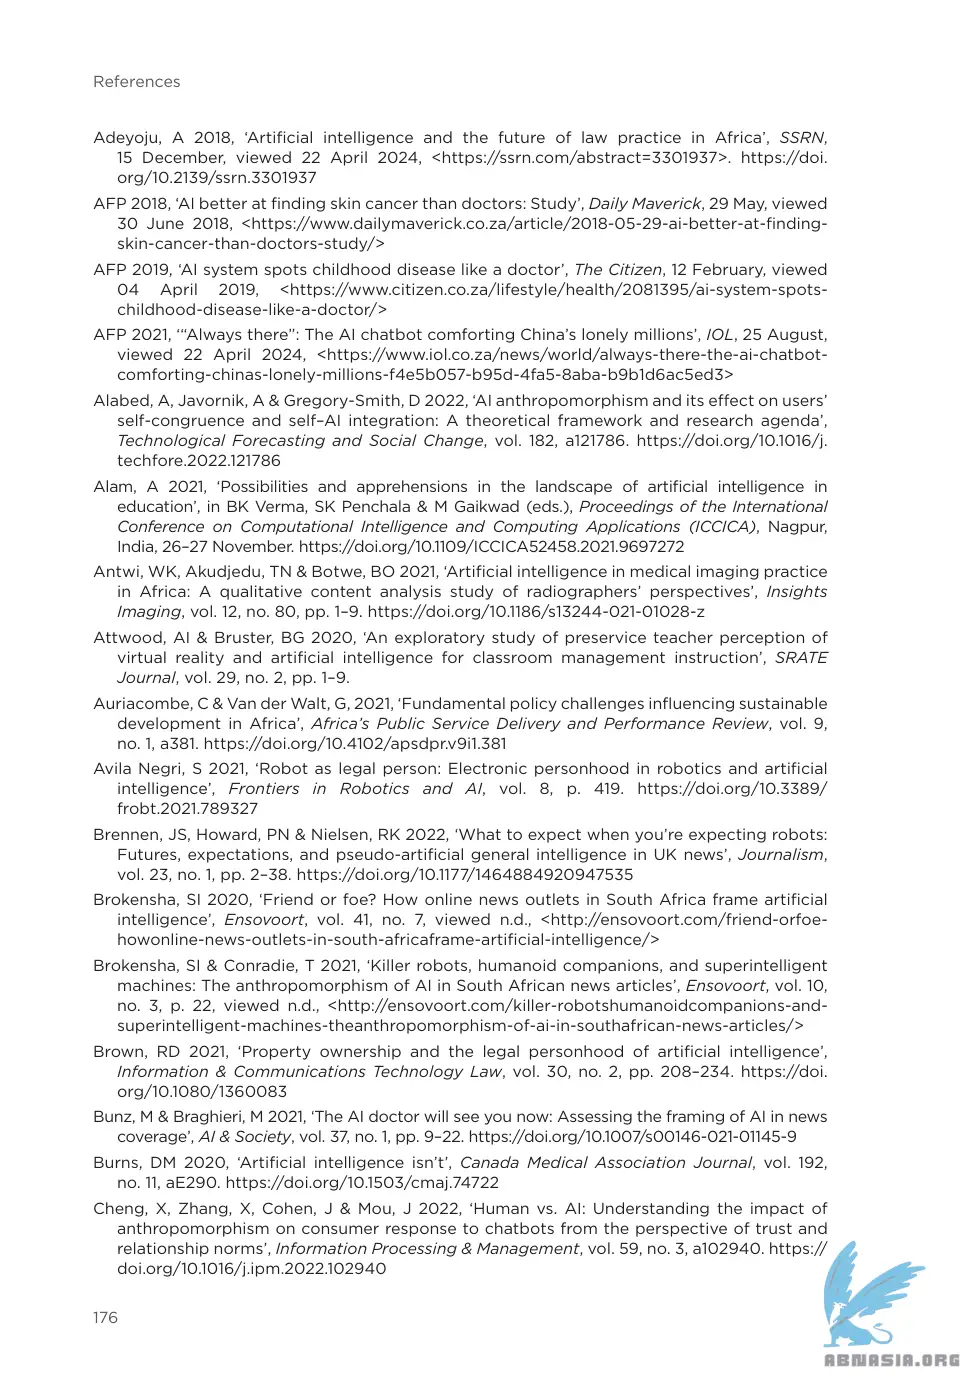 References
Adeyoju, A 2018, ‘Artificial intelligence and the future of law practice in Africa’, SSRN,
15 December, viewed 22 April 2024, <https://ssrn.com/abstract=3301937>. https://doi.
org/10.2139/ssrn.3301937
AFP 2018, ‘AI better at finding skin cancer than doctors: Study’, Daily Maverick, 29 May, viewed
30 June 2018, <https://www.dailymaverick.co.za/article/2018-05-29-ai-better-at-finding-
skin-cancer-than-doctors-study/>
AFP 2019, ‘AI system spots childhood disease like a doctor’, The Citizen, 12 February, viewed
04 April 2019, <https://www.citizen.co.za/lifestyle/health/2081395/ai-system-spots-
childhood-disease-like-a-doctor/>
AFP 2021, ‘“Always there”: The AI chatbot comforting China’s lonely millions’, IOL, 25 August,
viewed 22 April 2024, <https://www.iol.co.za/news/world/always-there-the-ai-chatbot-
comforting-chinas-lonely-millions-f4e5b057-b95d-4fa5-8aba-b9b1d6ac5ed3>
Alabed, A, Javornik, A & Gregory-Smith, D 2022, ‘AI anthropomorphism and its effect on users’
self-congruence and self–AI integration: A theoretical framework and research agenda’,
Technological Forecasting and Social Change, vol. 182, a121786. https://doi.org/10.1016/j.
techfore.2022.121786
Alam, A 2021, ‘Possibilities and apprehensions in the landscape of artificial intelligence in
education’, in BK Verma, SK Penchala & M Gaikwad (eds.), Proceedings of the International
Conference on Computational Intelligence and Computing Applications (ICCICA), Nagpur,
India, 26–27 November. https://doi.org/10.1109/ICCICA52458.2021.9697272
Antwi, WK, Akudjedu, TN & Botwe, BO 2021, ‘Artificial intelligence in medical imaging practice
in Africa: A qualitative content analysis study of radiographers’ perspectives’, Insights
Imaging, vol. 12, no. 80, pp. 1–9. https://doi.org/10.1186/s13244-021-01028-z
Attwood, AI & Bruster, BG 2020, ‘An exploratory study of preservice teacher perception of
virtual reality and artificial intelligence for classroom management instruction’, SRATE
Journal, vol. 29, no. 2, pp. 1–9.
Auriacombe, C & Van der Walt, G, 2021, ‘Fundamental policy challenges influencing sustainable
development in Africa’, Africa’s Public Service Delivery and Performance Review, vol. 9,
no. 1, a381. https://doi.org/10.4102/apsdpr.v9i1.381
Avila Negri, S 2021, ‘Robot as legal person: Electronic personhood in robotics and artificial
intelligence’, Frontiers in Robotics and AI, vol. 8, p. 419. https://doi.org/10.3389/
frobt.2021.789327
Brennen, JS, Howard, PN & Nielsen, RK 2022, ‘What to expect when you’re expecting robots:
Futures, expectations, and pseudo-artificial general intelligence in UK news’, Journalism,
vol. 23, no. 1, pp. 2–38. https://doi.org/10.1177/1464884920947535
Brokensha, SI 2020, ‘Friend or foe? How online news outlets in South Africa frame artificial
intelligence’, Ensovoort, vol. 41, no. 7, viewed n.d., <http://ensovoort.com/friend-orfoe-
howonline-news-outlets-in-south-africaframe-artificial-intelligence/>
Brokensha, SI & Conradie, T 2021, ‘Killer robots, humanoid companions, and superintelligent
machines: The anthropomorphism of AI in South African news articles’, Ensovoort, vol. 10,
no. 3, p. 22, viewed n.d., <http://ensovoort.com/killer-robotshumanoidcompanions-and-
superintelligent-machines-theanthropomorphism-of-ai-in-southafrican-news-articles/>
Brown, RD 2021, ‘Property ownership and the legal personhood of artificial intelligence’,
Information & Communications Technology Law, vol. 30, no. 2, pp. 208–234. https://doi.
org/10.1080/1360083
Bunz, M & Braghieri, M 2021, ‘The AI doctor will see you now: Assessing the framing of AI in news
coverage’, AI & Society, vol. 37, no. 1, pp. 9–22. https://doi.org/10.1007/s00146-021-01145-9
Burns, DM 2020, ‘Artificial intelligence isn’t’, Canada Medical Association Journal, vol. 192,
no. 11, aE290. https://doi.org/10.1503/cmaj.74722
Cheng, X, Zhang, X, Cohen, J & Mou, J 2022, ‘Human vs. AI: Understanding the impact of
anthropomorphism on consumer response to chatbots from the perspective of trust and
relationship norms’, Information Processing & Management, vol. 59, no. 3, a102940. https://
doi.org/10.1016/j.ipm.2022.102940
176
ABNASIA.ORG